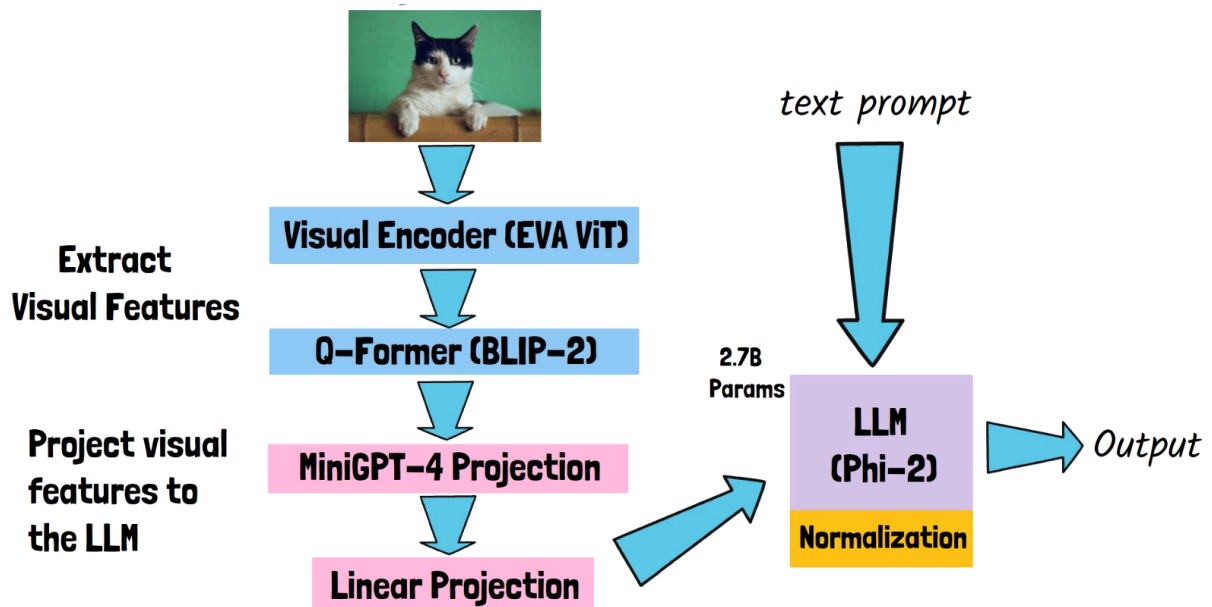 text prompt
Visual Encoder (EVA ViT)
Extract
Visual Features
Q-Former (BLIP-2)
2.7B
Params
LLM
(Phi-2)
Output
Project visual
features to
the LLM
MiniGPT-4 Projection
Normalization
Linear Projection